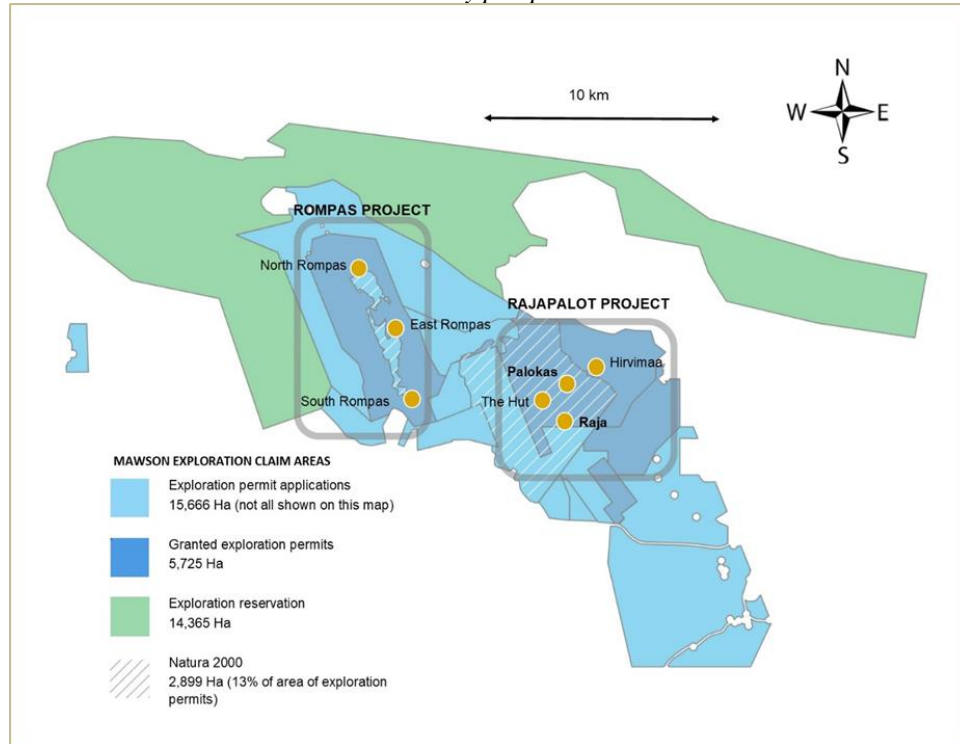 10 km
N
W E
S
ROMPAS PROJECT
North Rompas
RAJAPALOT PROJECT
East Rompas
Hirvimaa
Palokas
South Rompas
The Hut
Raja
MAWSON EXPLORATION CLAIM AREAS
Exploration permit applications
15,666 Ha (not all shown on this map)
Granted exploration permits
5,725 Ha
Exploration reservation
14,365 Ha
Natura 2000
2,899 Ha (13% of area of exploration
permits)